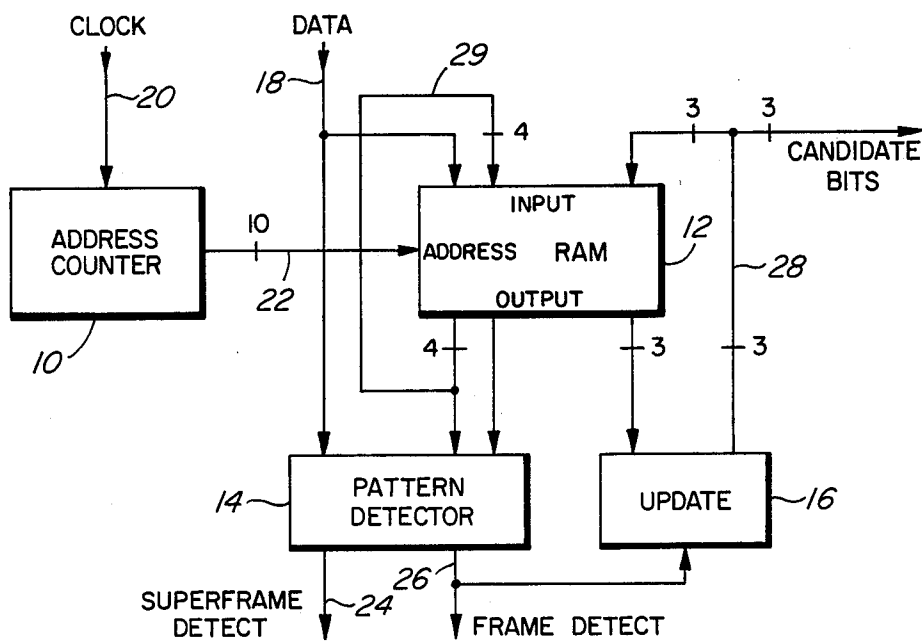 CLOCK
DATA
29
18
20
4
3
3
CANDIDATE
BITS
INPUT
ADDRESS
COUNTER
10
ADDRESS
RAM
12
22
OUTPUT
28
10
4
3
3
14
PATTERN
DETECTOR
UPDATE
16
26
SUPERFRAME
DETECT
24
FRAME DETECT